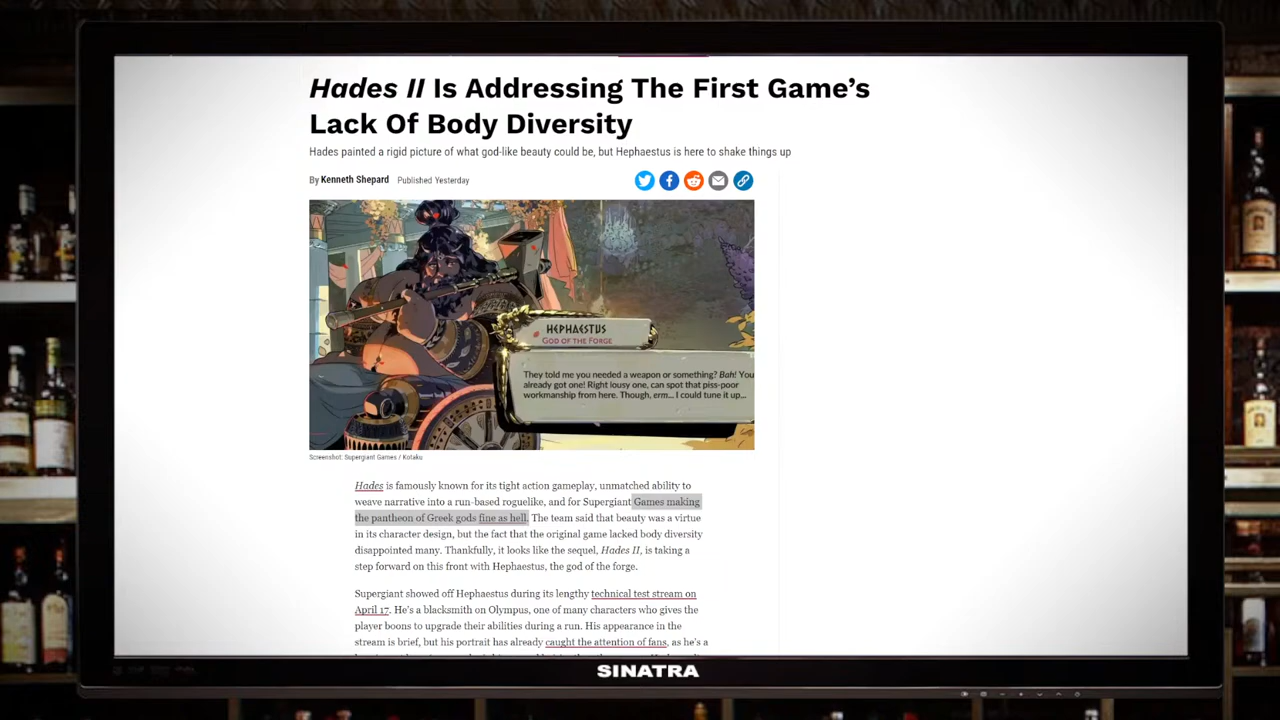 Hades II Is Addressing The First Game's
Lack Of Body Diversity
Hades painted a rigid picture of what god-like beauty could be, but Hephaestus is here to shake things up
By Kenneth Shepard Published Yesterday
HEPHAESTUS
GOD OF THE FORGE
They told me you needed a weapon or something? Bah! You
already got one! Right lousy one, can spot that piss-poor
workmanship from here. Though, erm... I could tune it up...
Screenshot: Supergiant Games / Kotaku
Hades is famously known for its tight action gameplay, unmatched ability to
weave narrative into a run-based roguelike, and for Supergiant Games making
the pantheon of Greek gods fine as hell. The team said that beauty was a virtue
in its character design, but the fact that the original game lacked body diversity
disappointed many. Thankfully, it looks like the sequel, Hades II, is taking a
step forward on this front with Hephaestus, the god of the forge.
Supergiant showed off Hephaestus during its lengthy technical test stream on
April 17. He's a blacksmith on Olympus, one of many characters who gives the
player boons to upgrade their abilities during a run. His appearance in the
stream is brief, but his portrait has already caught the attention of fans, as he's a
SINATRA